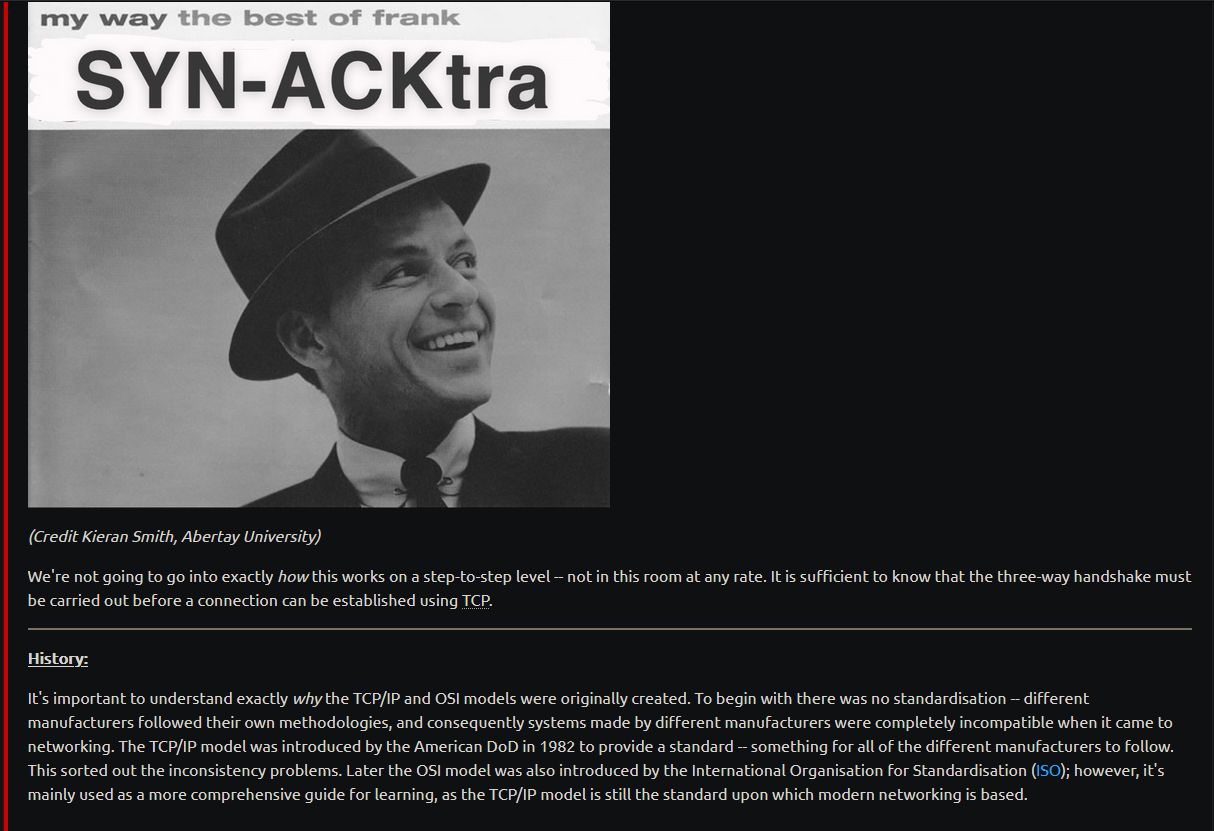 my way the best of frank
SYN-ACKtra
(Credit Kieran Smith, Abertay University)
We're not going to go into exactly how this works on a step-to-step level -- not in this room at any rate. It is sufficient to know that the three-way handshake must
be carried out before a connection can be established using TCP.
History:
It's important to understand exactly why the TCP/IP and OSI models were originally created. To begin with there was no standardisation -- different
manufacturers followed their own methodologies, and consequently systems made by different manufacturers were completely incompatible when it came to
networking. The TCP/IP model was introduced by the American DoD in 1982 to provide a standard -- something for all of the different manufacturers to follow.
This sorted out the inconsistency problems. Later the OSI model was also introduced by the International Organisation for Standardisation (ISO); however, it's
mainly used as a more comprehensive guide for learning, as the TCP/IP model is still the standard upon which modern networking is based.